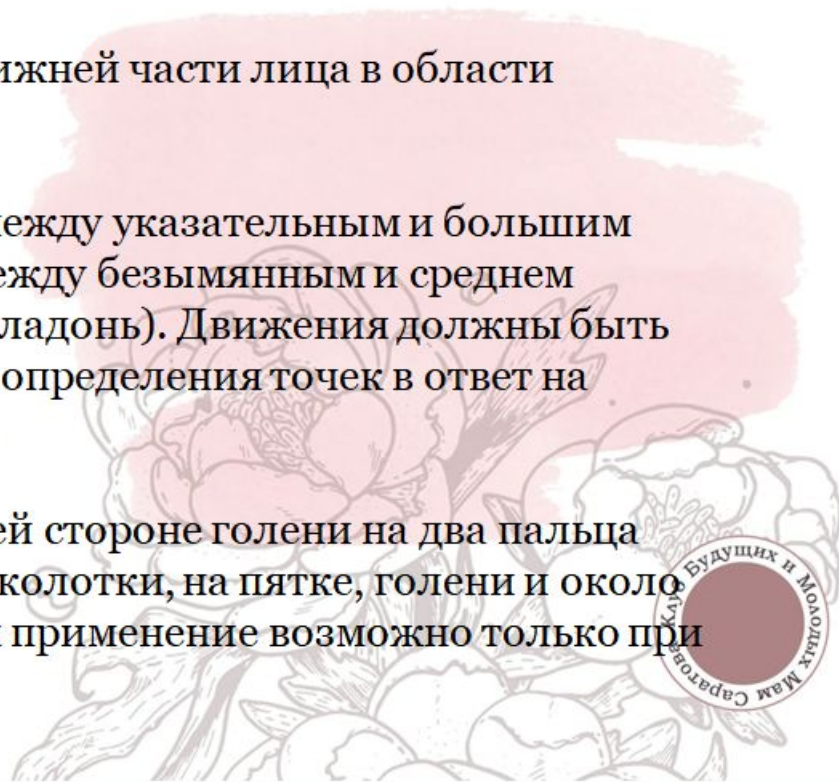 ижней части лица в области
ежду указательным и большим
ежду безымянным и среднем
ладонь). Движения должны быть
определения точек в ответ на
ей стороне голени на два пальца
колотки, на пятке, голени и около
применение возможно только при
Клуб Будущих и Молодых Мам Саратова